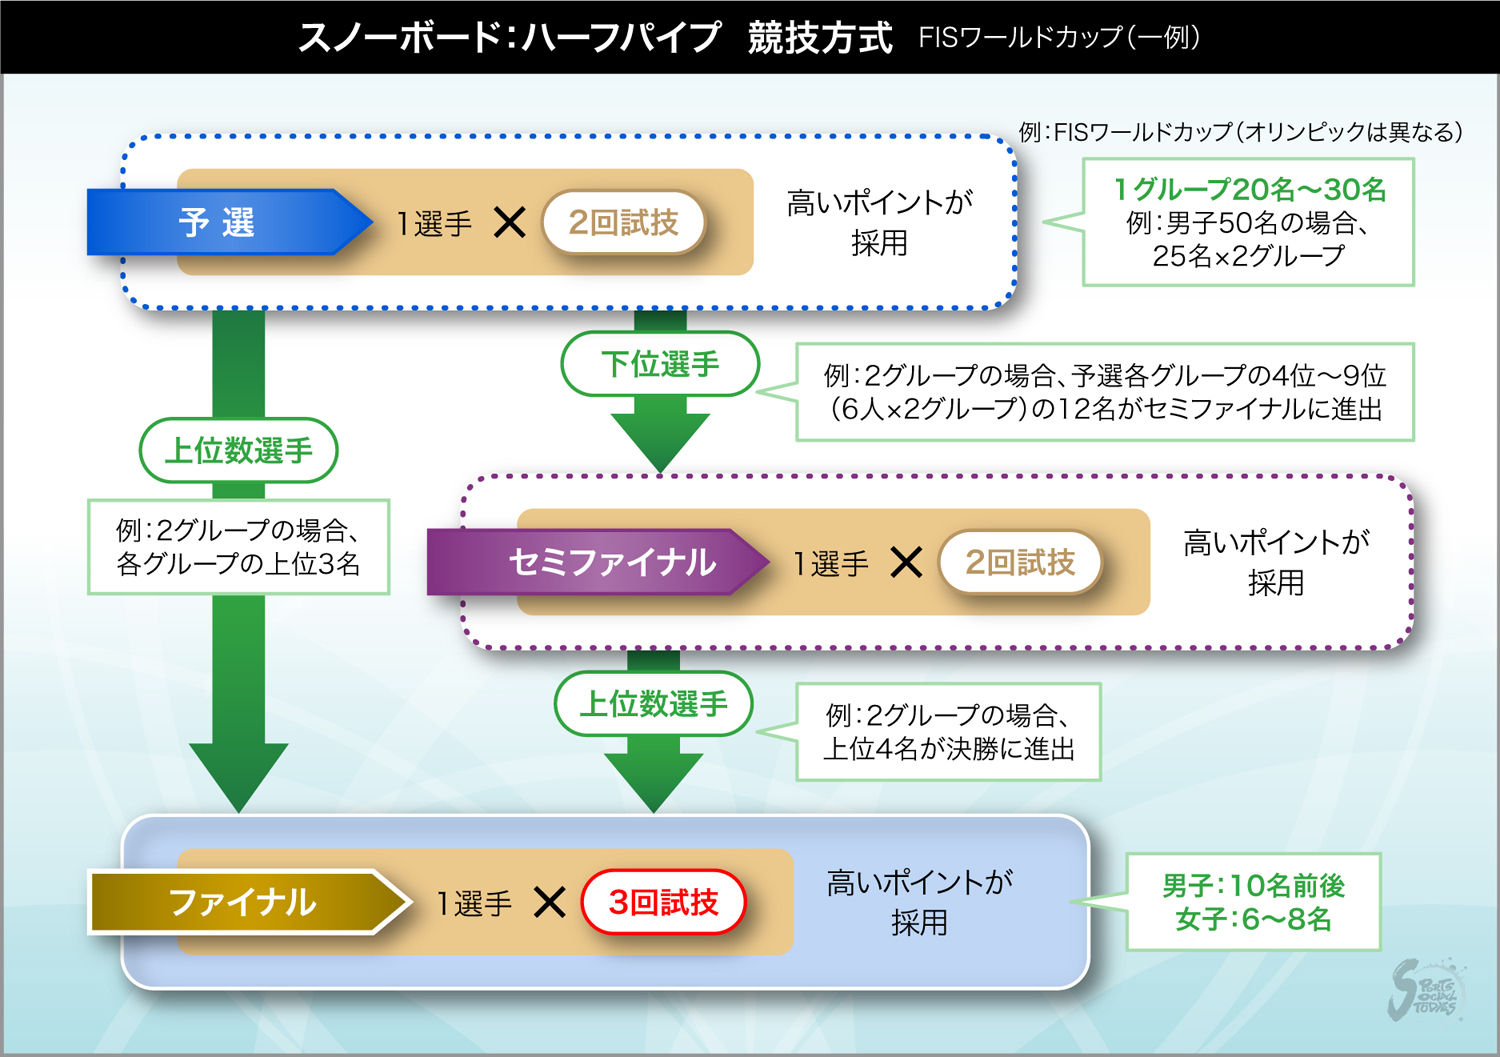 スノーボード：ハーフパイプ 競技方式 FISワールドカップ（一例）
例：FISワールドカップ（オリンピックは異なる）
予選
1選手 × 2回試技
高いポイントが
採用
1グループ20名～30名
例：男子50名の場合、
25名×2グループ
下位選手
例：2グループの場合、予選各グループの4位～9位
（6人×2グループ）の12名がセミファイナルに進出
上位数選手
例：2グループの場合、
各グループの上位3名
セミファイナル
1選手 × 2回試技
高いポイントが
採用
上位数選手
例：2グループの場合、
上位4名が決勝に進出
ファイナル
1選手 × 3回試技
高いポイントが
採用
男子：10名前後
女子：6～8名
SPORTS
SOCIAL
STUDIES